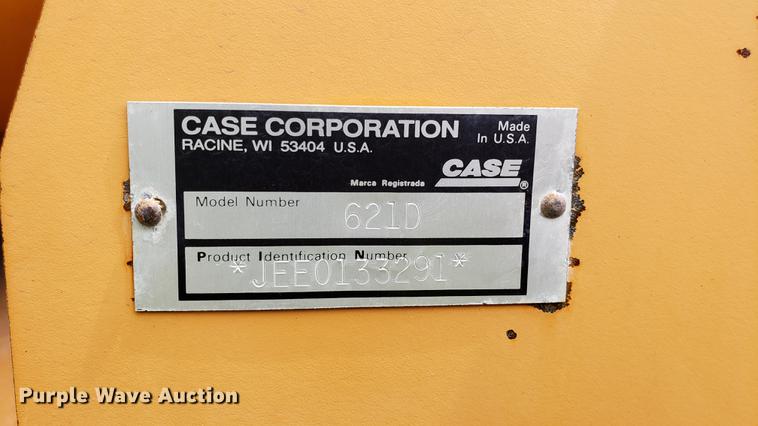 CASE CORPORATION
RACINE, WI 53404 U.S.A.
Made
In U.S.A.
Marca Registrada
CASE®
Model Number
621D
Product Identification Number
*JEE0133291*
Purple Wave Auction